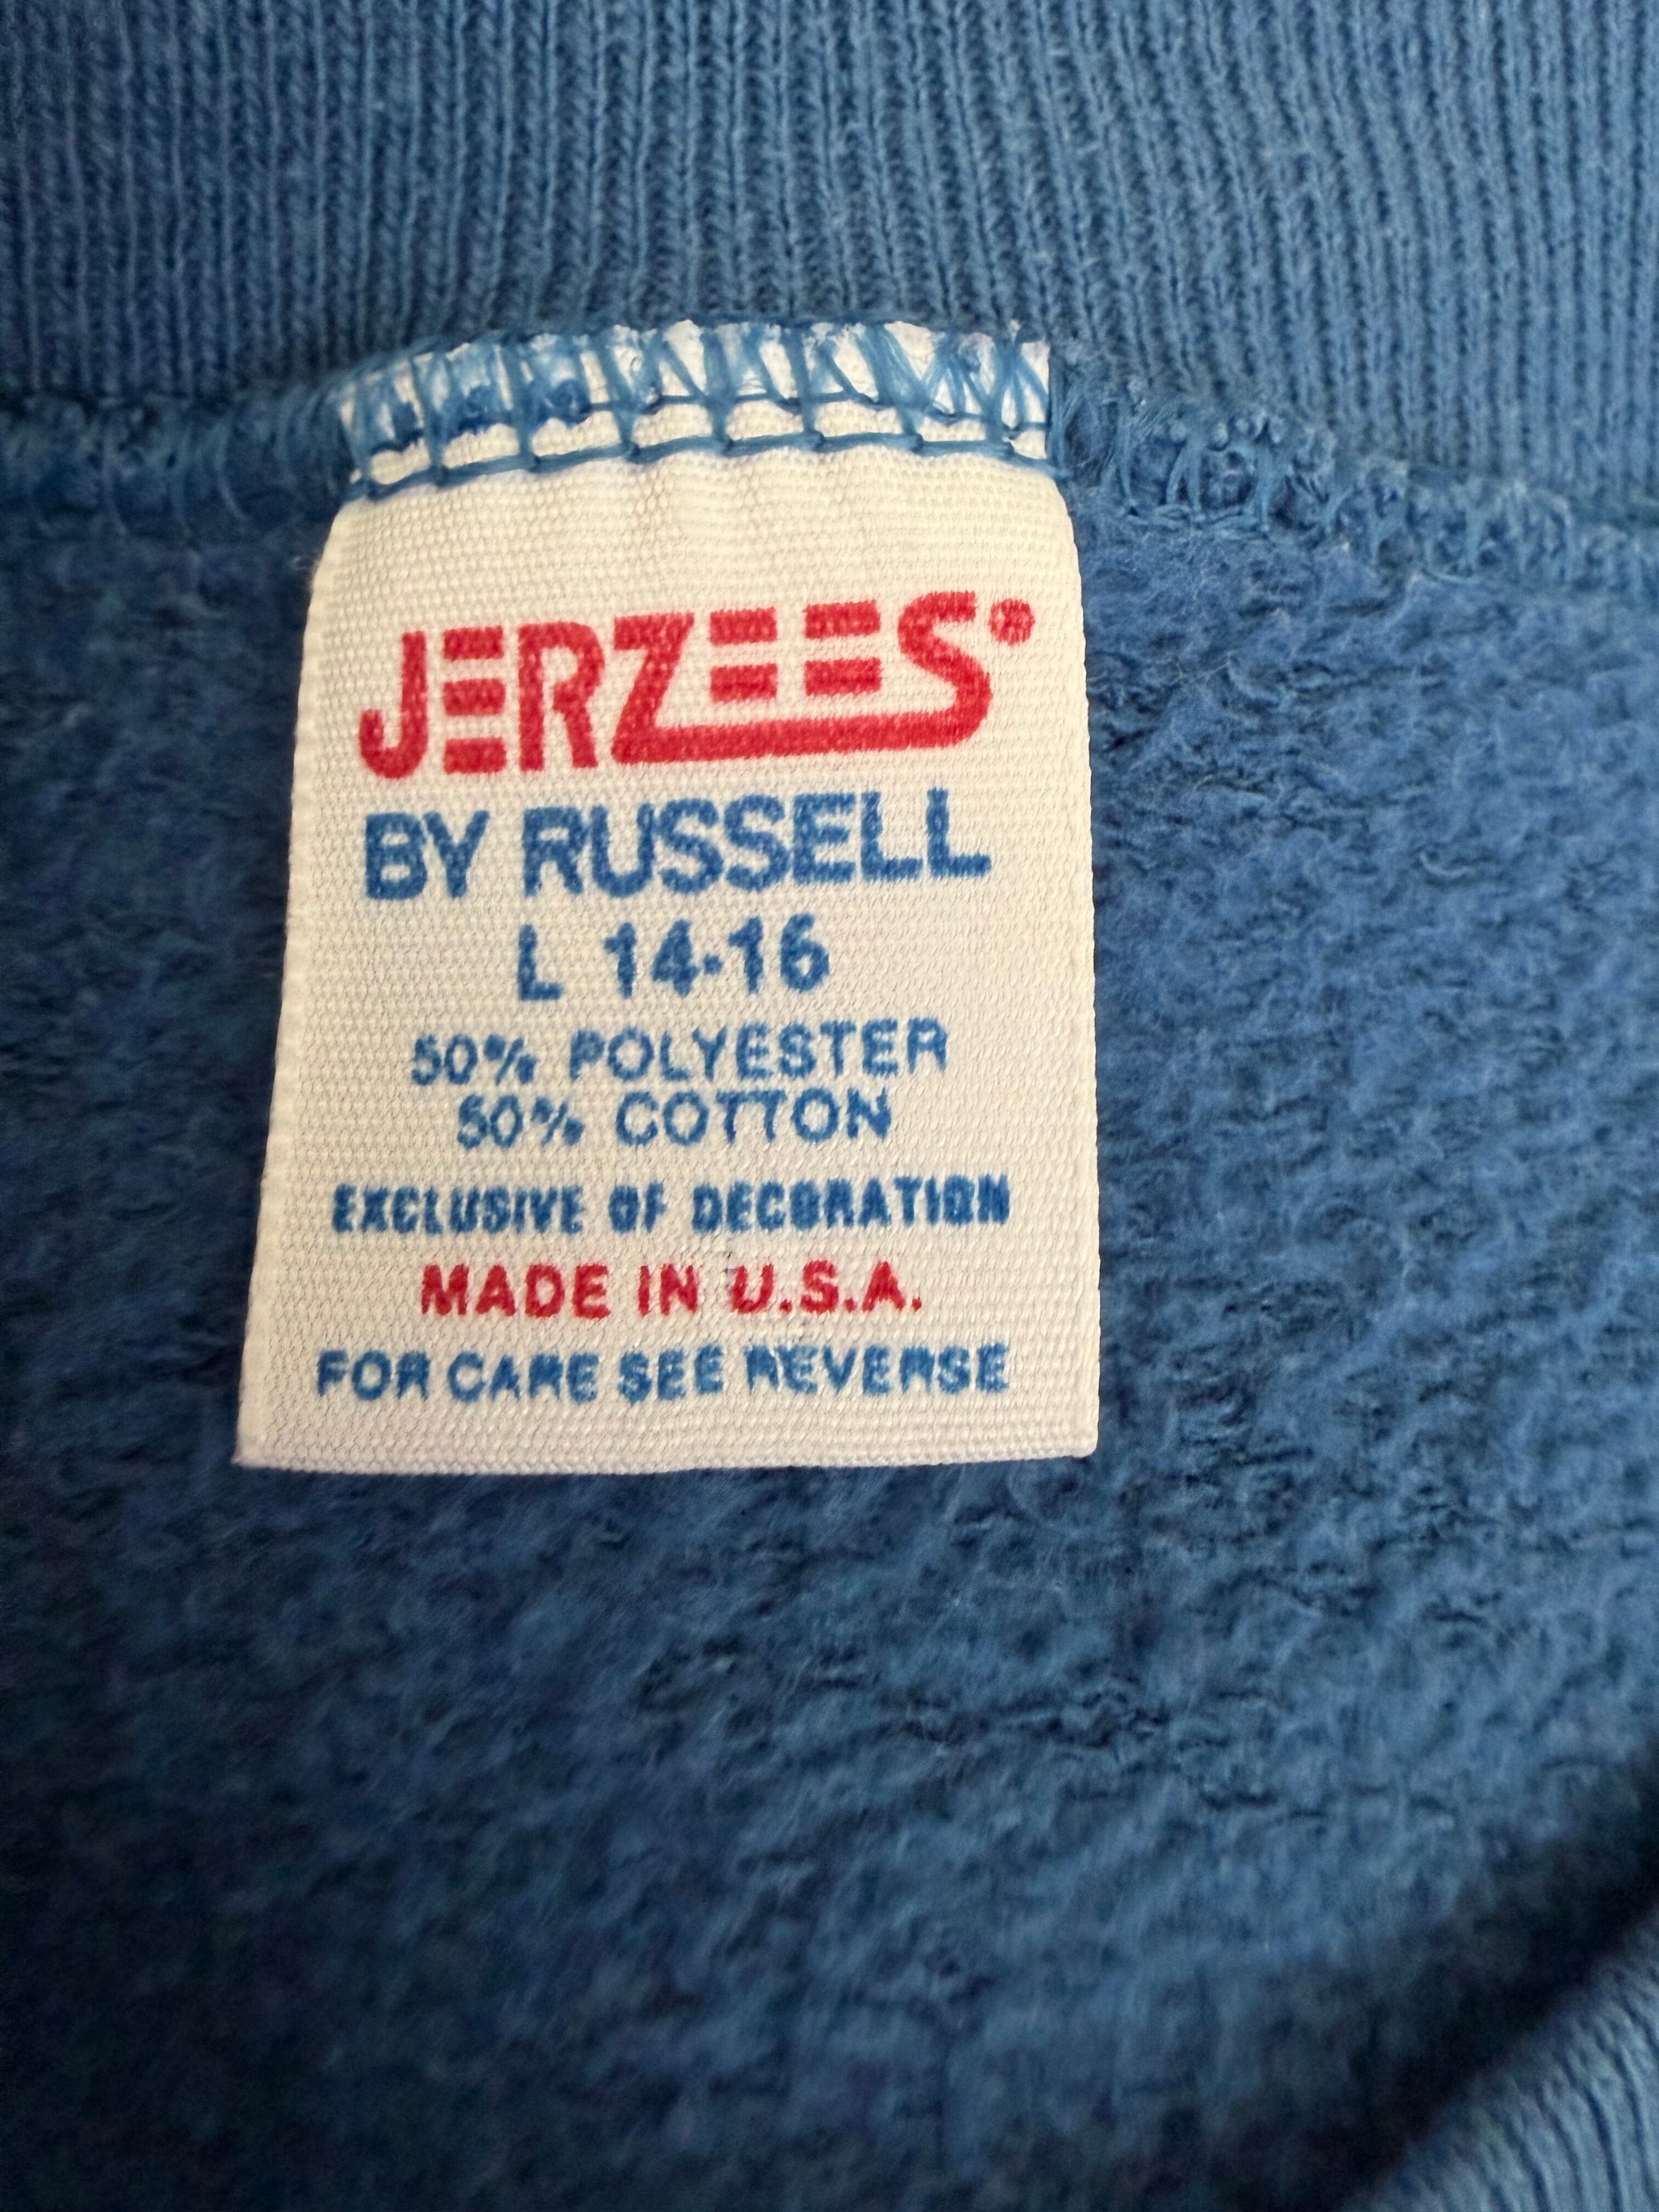 JERZEES®
BY RUSSELL
L 14-16
50% POLYESTER
50% COTTON
EXCLUSIVE OF DECORATION
MADE IN U.S.A.
FOR CARE SEE REVERSE